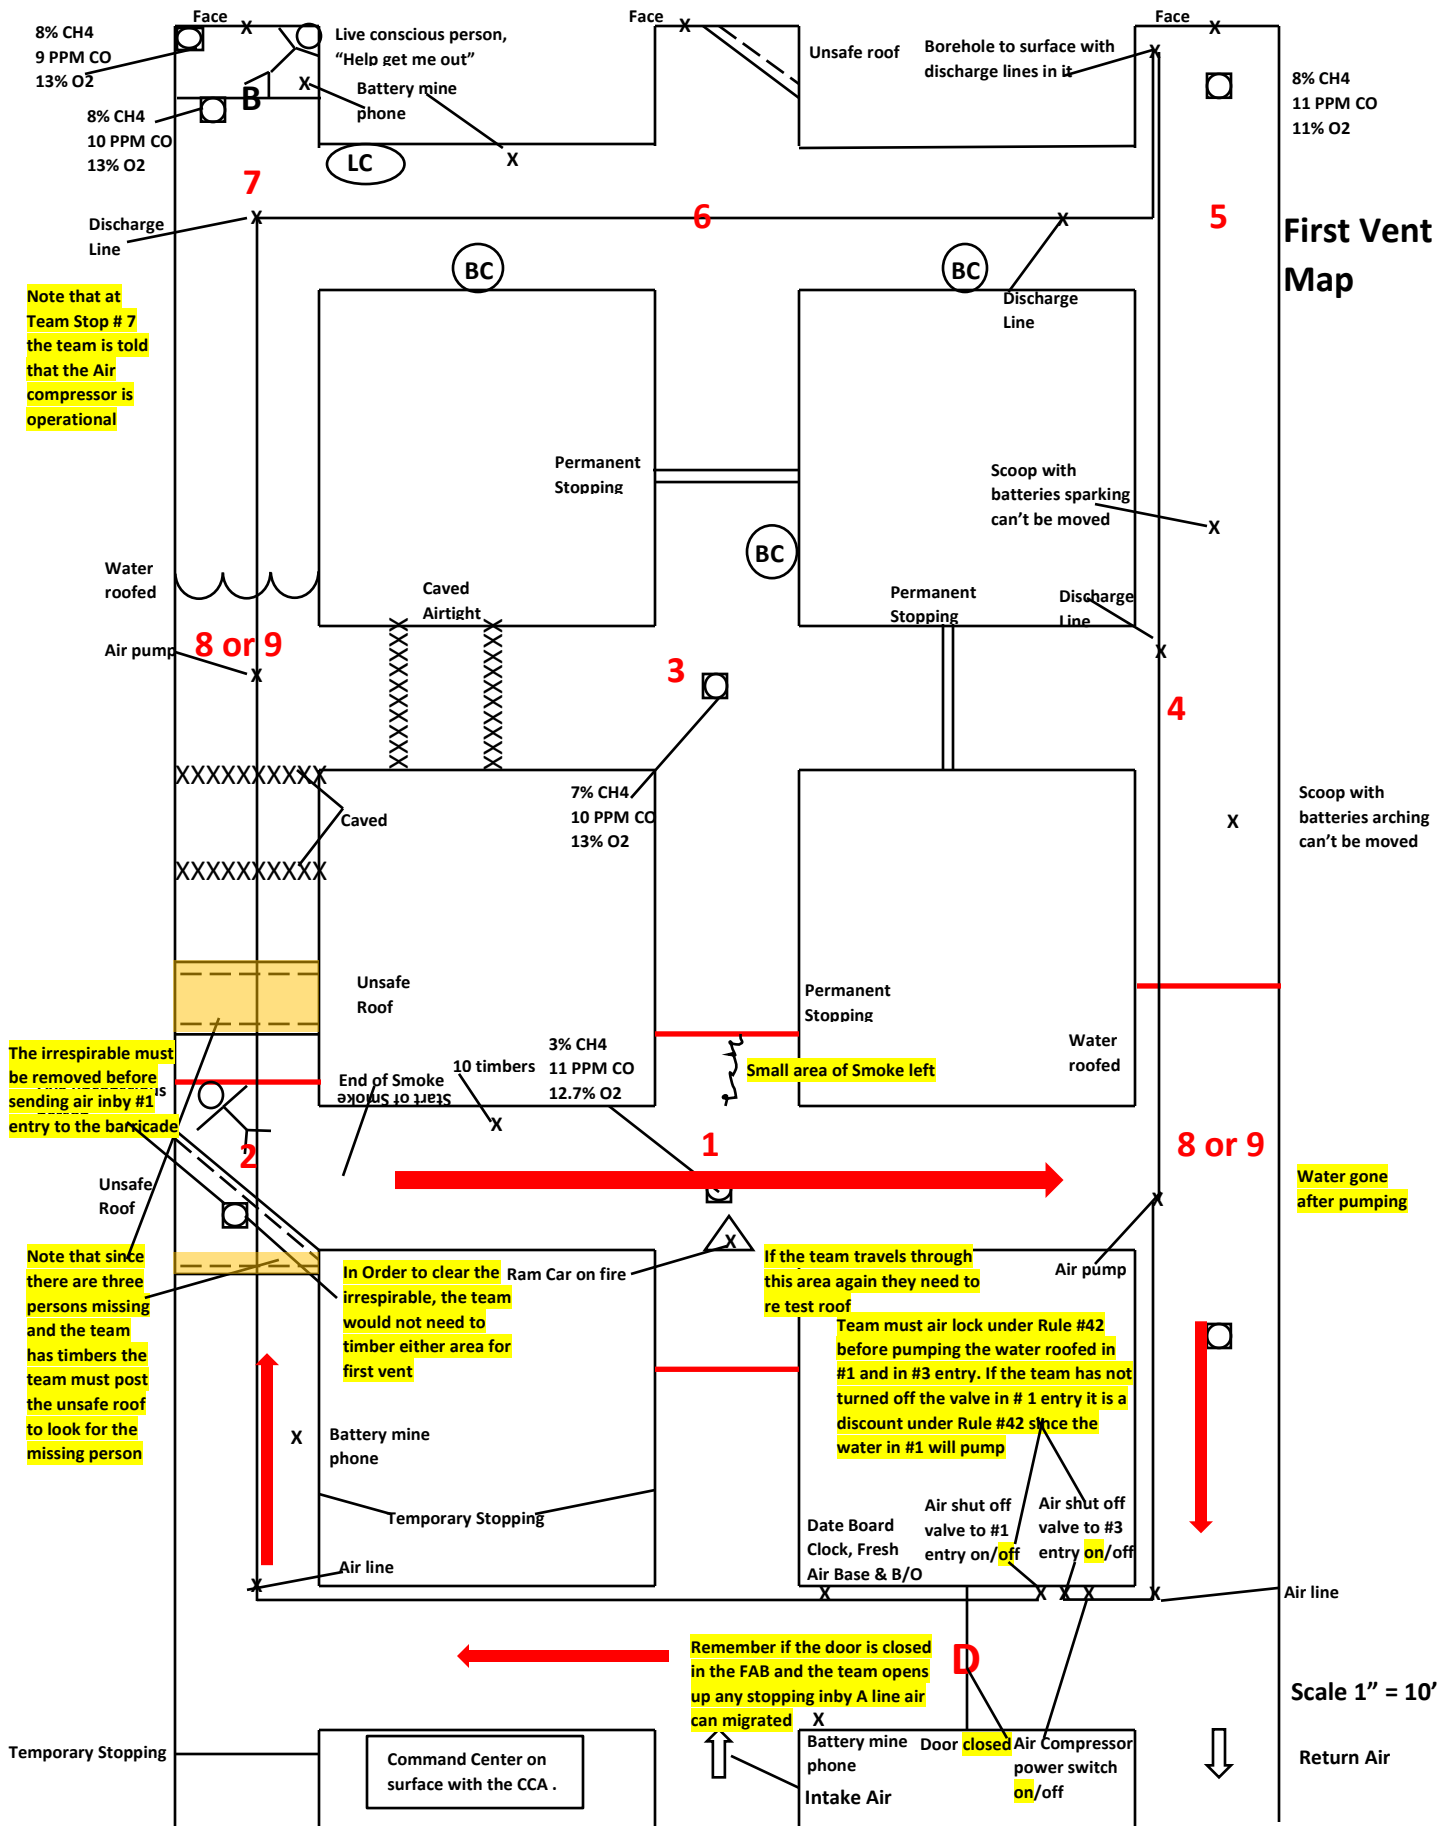 Face
Face
Face
8% CH4
9 PPM CO
13% O2
Live conscious person,
“Help get me out”
Battery mine
phone
Unsafe roof
Borehole to surface with
discharge lines in it
8% CH4
11 PPM CO
11% O2
X
X
X
X
X
X
B
8% CH4
10 PPM CO
13% O2
LC
7
6
5
Discharge
Line
X
X
First Vent
Map
BC
BC
Discharge
Line
Note that at
Team Stop # 7
the team is told
that the Air
compressor is
operational
Permanent
Stopping
Scoop with
batteries sparking
can’t be moved
X
BC
Water
roofed
Caved
Airtight
Permanent
Stopping
Discharge
Line
8 or 9
Air pump
X
XXXXXXXXXX
XXXXXXXXXX
3
X
4
XXXXXXXXXX
Caved
XXXXXXXXXX
7% CH4
10 PPM CO
13% O2
X
Scoop with
batteries arching
can’t be moved
Unsafe
Roof
Permanent
Stopping
Water
roofed
The irrespirable must
be removed before
sending air inby #1
entry to the barricade
End of Smoke
Start of Smoke
10 timbers
X
3% CH4
11 PPM CO
12.7% O2
Small area of Smoke left
2
1
8 or 9
Unsafe
Roof
X
Water gone
after pumping
Note that since
there are three
persons missing
and the team
has timbers the
team must post
the unsafe roof
to look for the
missing person
In Order to clear the
irrespirable, the team
would not need to
timber either area for
first vent
Ram Car on fire
X
If the team travels through
this area again they need to
re test roof
Air pump
Team must air lock under Rule #42
before pumping the water roofed in
#1 and in #3 entry. If the team has not
turned off the valve in # 1 entry it is a
discount under Rule #42 since the
water in #1 will pump
X
Battery mine
phone
Temporary Stopping
Date Board
Clock, Fresh
Air Base & B/O
Air shut off
valve to #1
entry on/off
Air shut off
valve to #3
entry on/off
Air line
X
X
X
X
X
X
Air line
Remember if the door is closed
in the FAB and the team opens
up any stopping inby A line air
can migrated
X
D
Scale 1” = 10’
Temporary Stopping
Command Center on
surface with the CCA .
Battery mine
phone
Intake Air
Door closed
Air Compressor
power switch
on/off
Return Air